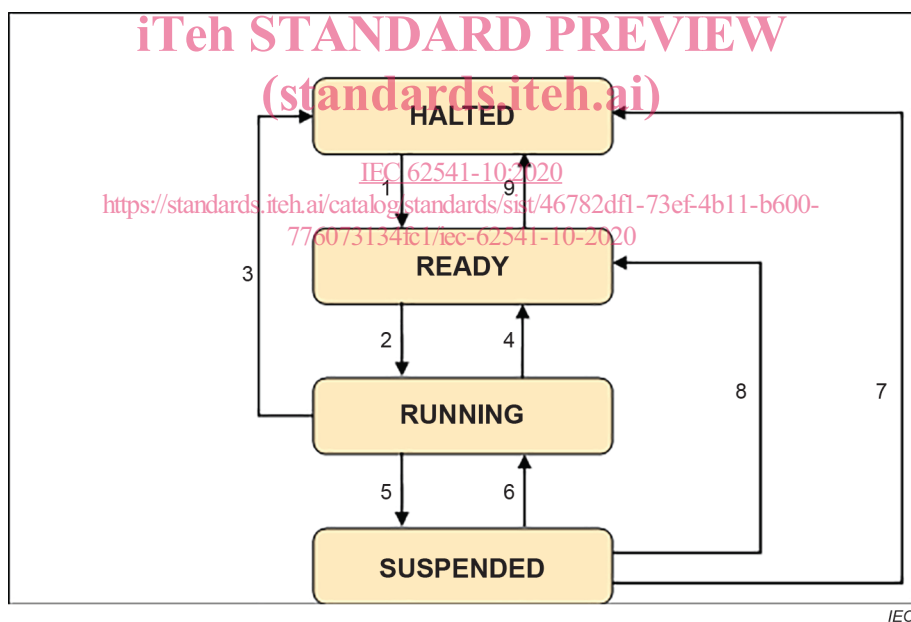 iTeh STANDARD PREVIEW
(standards.iteh.ai)
HALTED
IEC 62541-10:2020
1
9
https://standards.iteh.ai/catalog/standards/sist/46782df1-73ef-4b11-b600-
776073134fc1/iec-62541-10-2020
READY
3
2
4
8
7
RUNNING
5
6
SUSPENDED
IEC